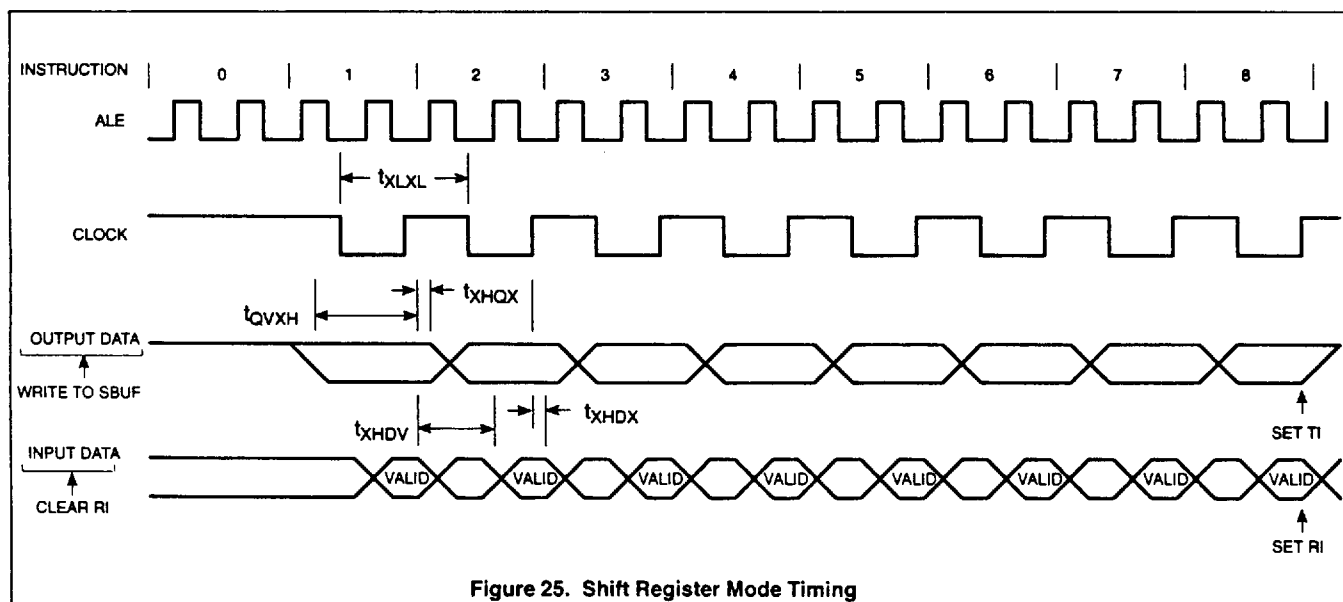 INSTRUCTION 0 1 2 3 4 5 6 7 8
ALE
tXLXL
CLOCK
tXHQX
tQVXH
OUTPUT DATA
WRITE TO SBUF
tXHDX
tXHDV
SET TI
INPUT DATA
VALID VALID VALID VALID VALID VALID VALID VALID
CLEAR RI
SET RI
Figure 25. Shift Register Mode Timing